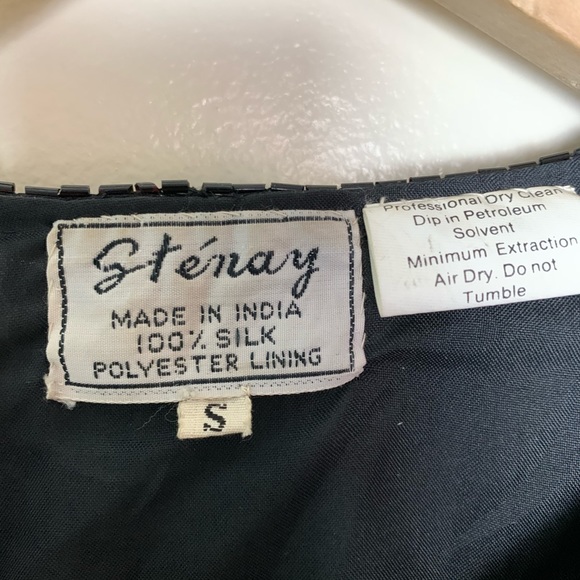 Sténay
MADE IN INDIA
100% SILK
POLYESTER LINING
S
Professional Dry Clean
Dip in Petroleum
Solvent
Minimum Extraction
Air Dry. Do not
Tumble